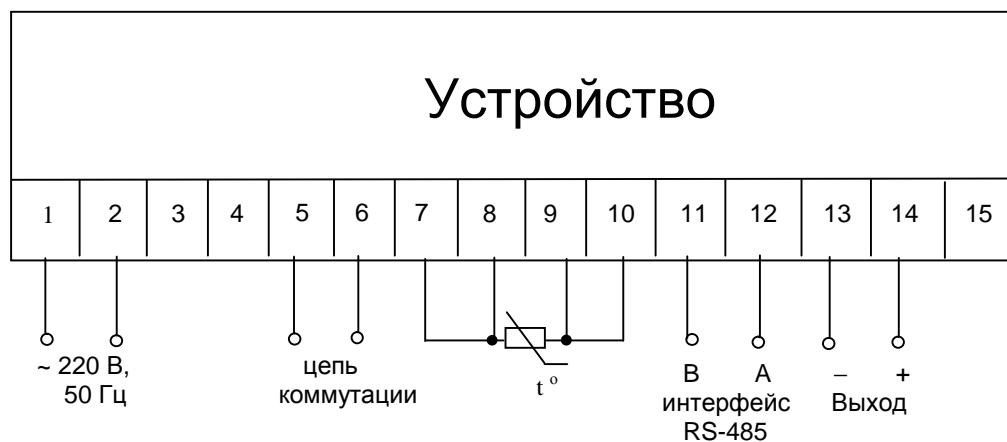 Устройство
1 2 3 4 5 6 7 8 9 10 11 12 13 14 15
~ 220 В,
50 Гц
цепь
коммутации
t º
В А
интерфейс
RS-485
– +
Выход